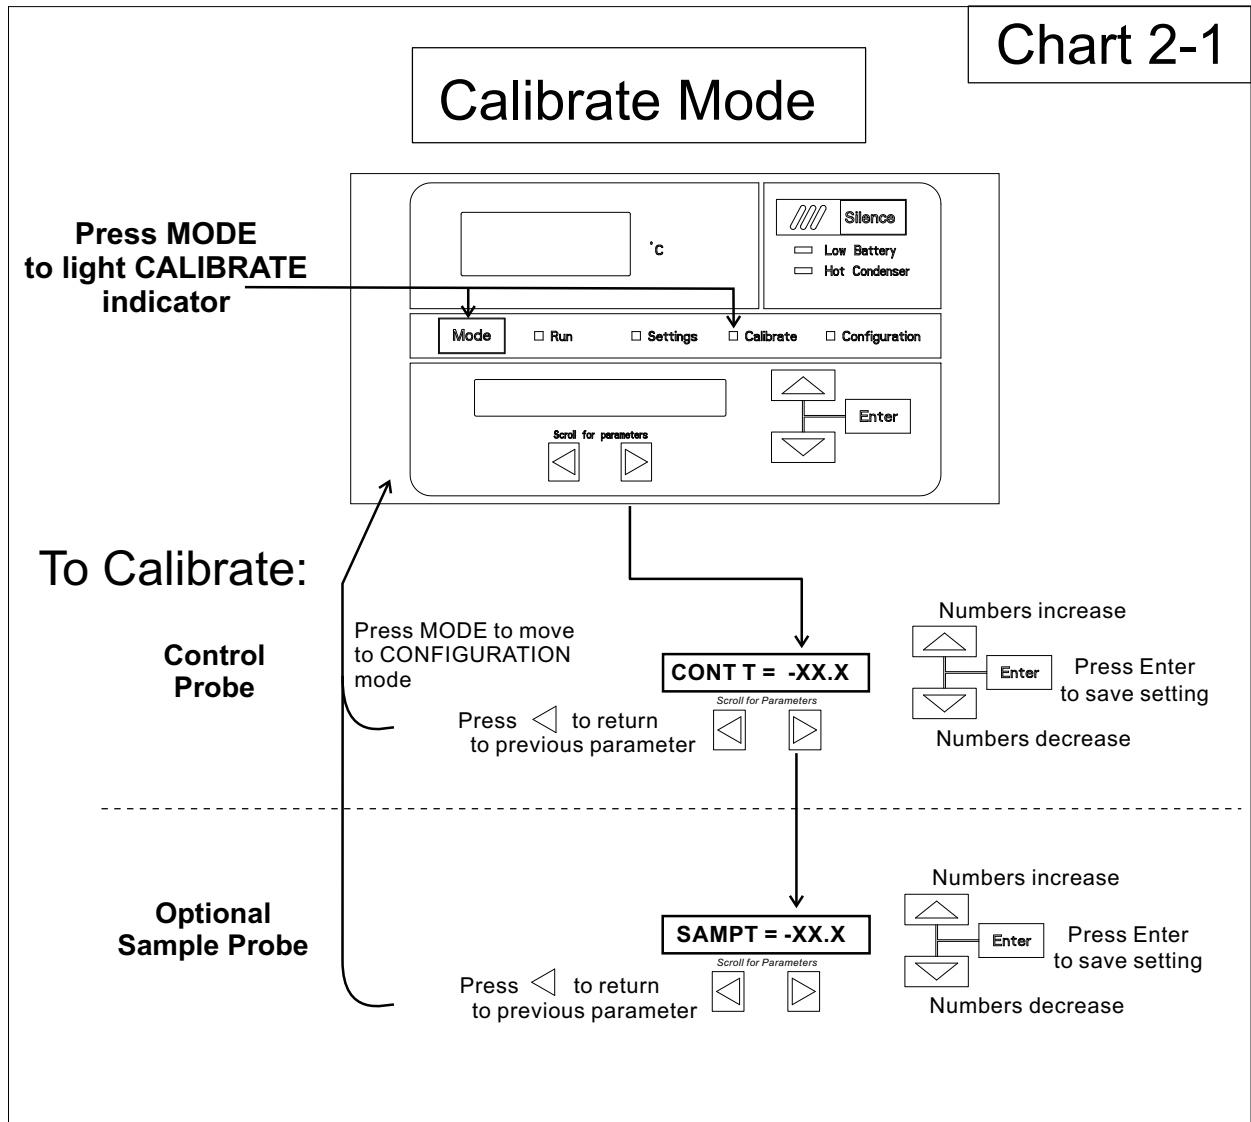 Chart 2-1
Calibrate Mode
Press MODE
to light CALIBRATE
indicator
°C
Silence
Low Battery
Hot Condenser
Mode
Run
Settings
Calibrate
Configuration
Scroll for parameters
Enter
To Calibrate:
Control
Probe
Press MODE to move
to CONFIGURATION
mode
CONT T = -XX.X
Scroll for Parameters
Press to return
to previous parameter
Numbers increase
Enter
Press Enter
to save setting
Numbers decrease
Optional
Sample Probe
SAMPT = -XX.X
Scroll for Parameters
Press to return
to previous parameter
Numbers increase
Enter
Press Enter
to save setting
Numbers decrease